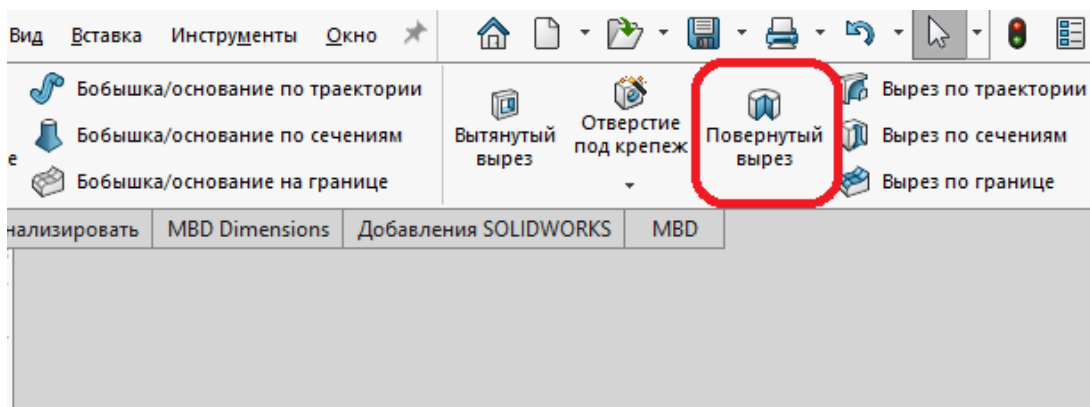 Вид Вставка Инструменты Окно
Бобышка/основание по траектории
Бобышка/основание по сечениям
е
Бобышка/основание на границе
Вытянутый
вырез
Отверстие
под крепеж
Повернутый
вырез
Вырез по траектории
Вырез по сечениям
Вырез по границе
нализировать MBD Dimensions Добавления SOLIDWORKS MBD